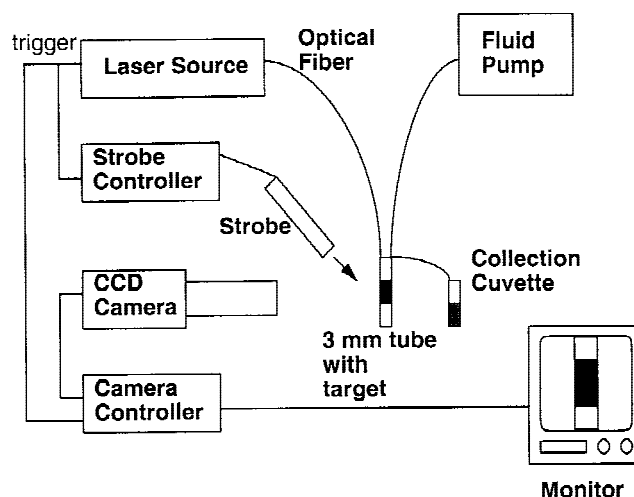 trigger
Laser Source
Optical
Fiber
Fluid
Pump
Strobe
Controller
Strobe
CCD
Camera
Collection
Cuvette
3 mm tube
with
target
Camera
Controller
Monitor